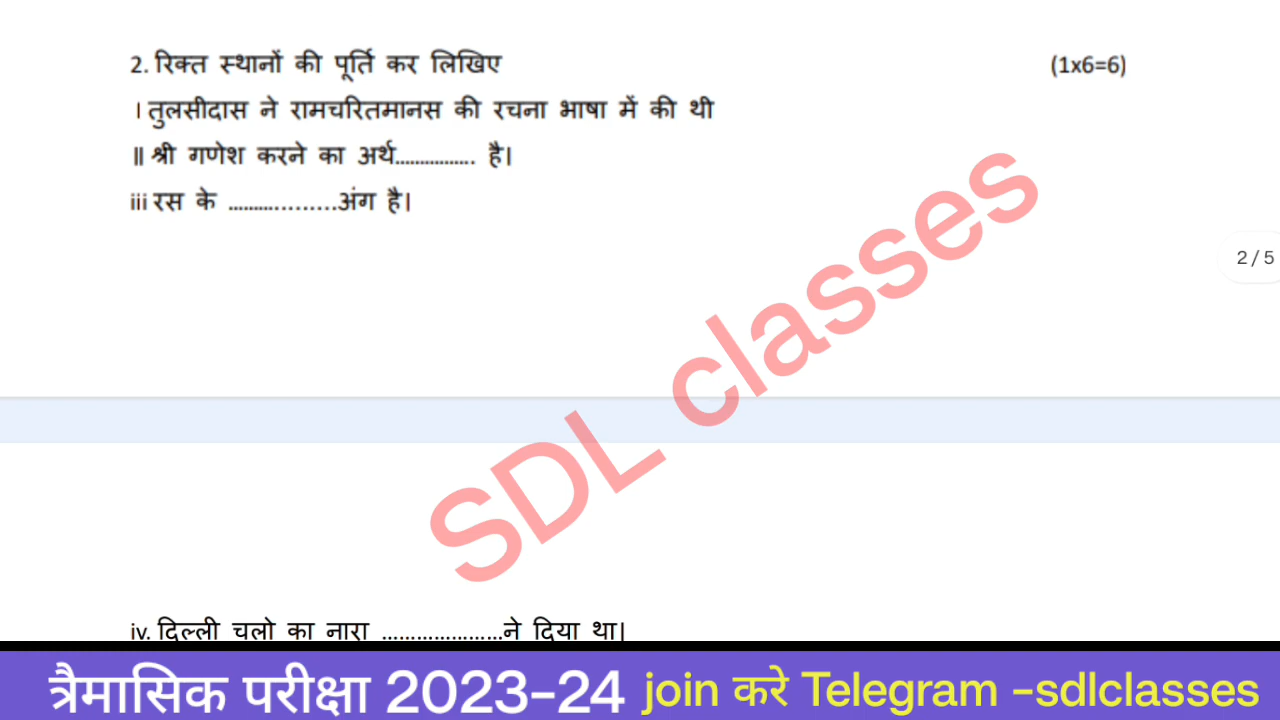 2. रिक्त स्थानों की पूर्ति कर लिखिए (1x6=6)
। तुलसीदास ने रामचरितमानस की रचना भाषा में की थी
॥ श्री गणेश करने का अर्थ................ है।
iii रस के ...................अंग है।
2 / 5
SDL classes
iv. दिल्ली चलो का नारा .....................ने दिया था।
त्रैमासिक परीक्षा 2023-24 join करे Telegram -sdlclasses